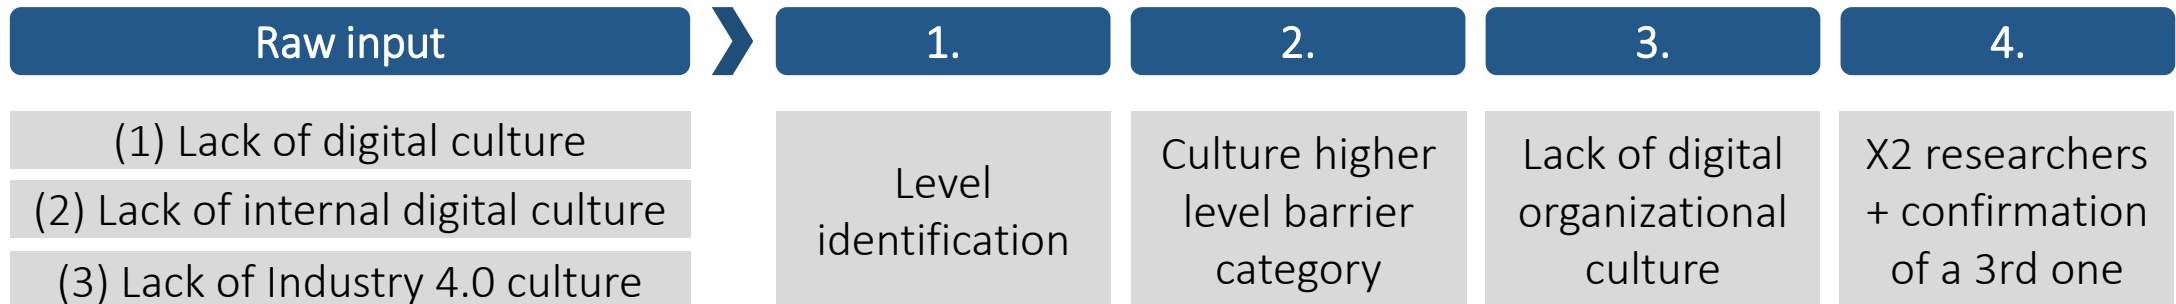 Raw input
1.
2.
3.
4.
(1) Lack of digital culture
(2) Lack of internal digital culture
(3) Lack of Industry 4.0 culture
Level
identification
Culture higher
level barrier
category
Lack of digital
organizational
culture
X2 researchers
+ confirmation
of a 3rd one